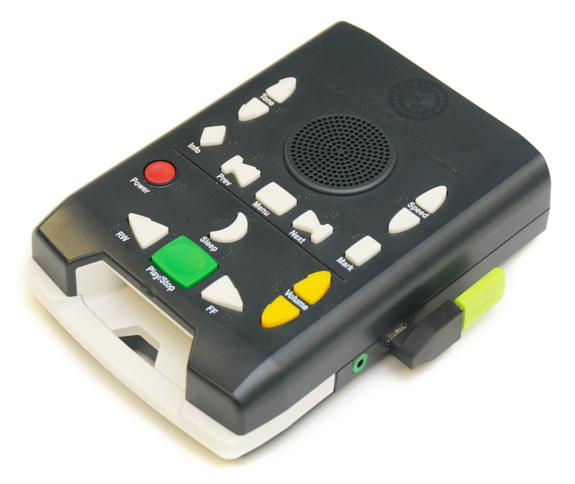 Tone
Info
Prev
Menu
Next
Mark
Speed
Power
RW
Sleep
Play/Stop
FF
Volume